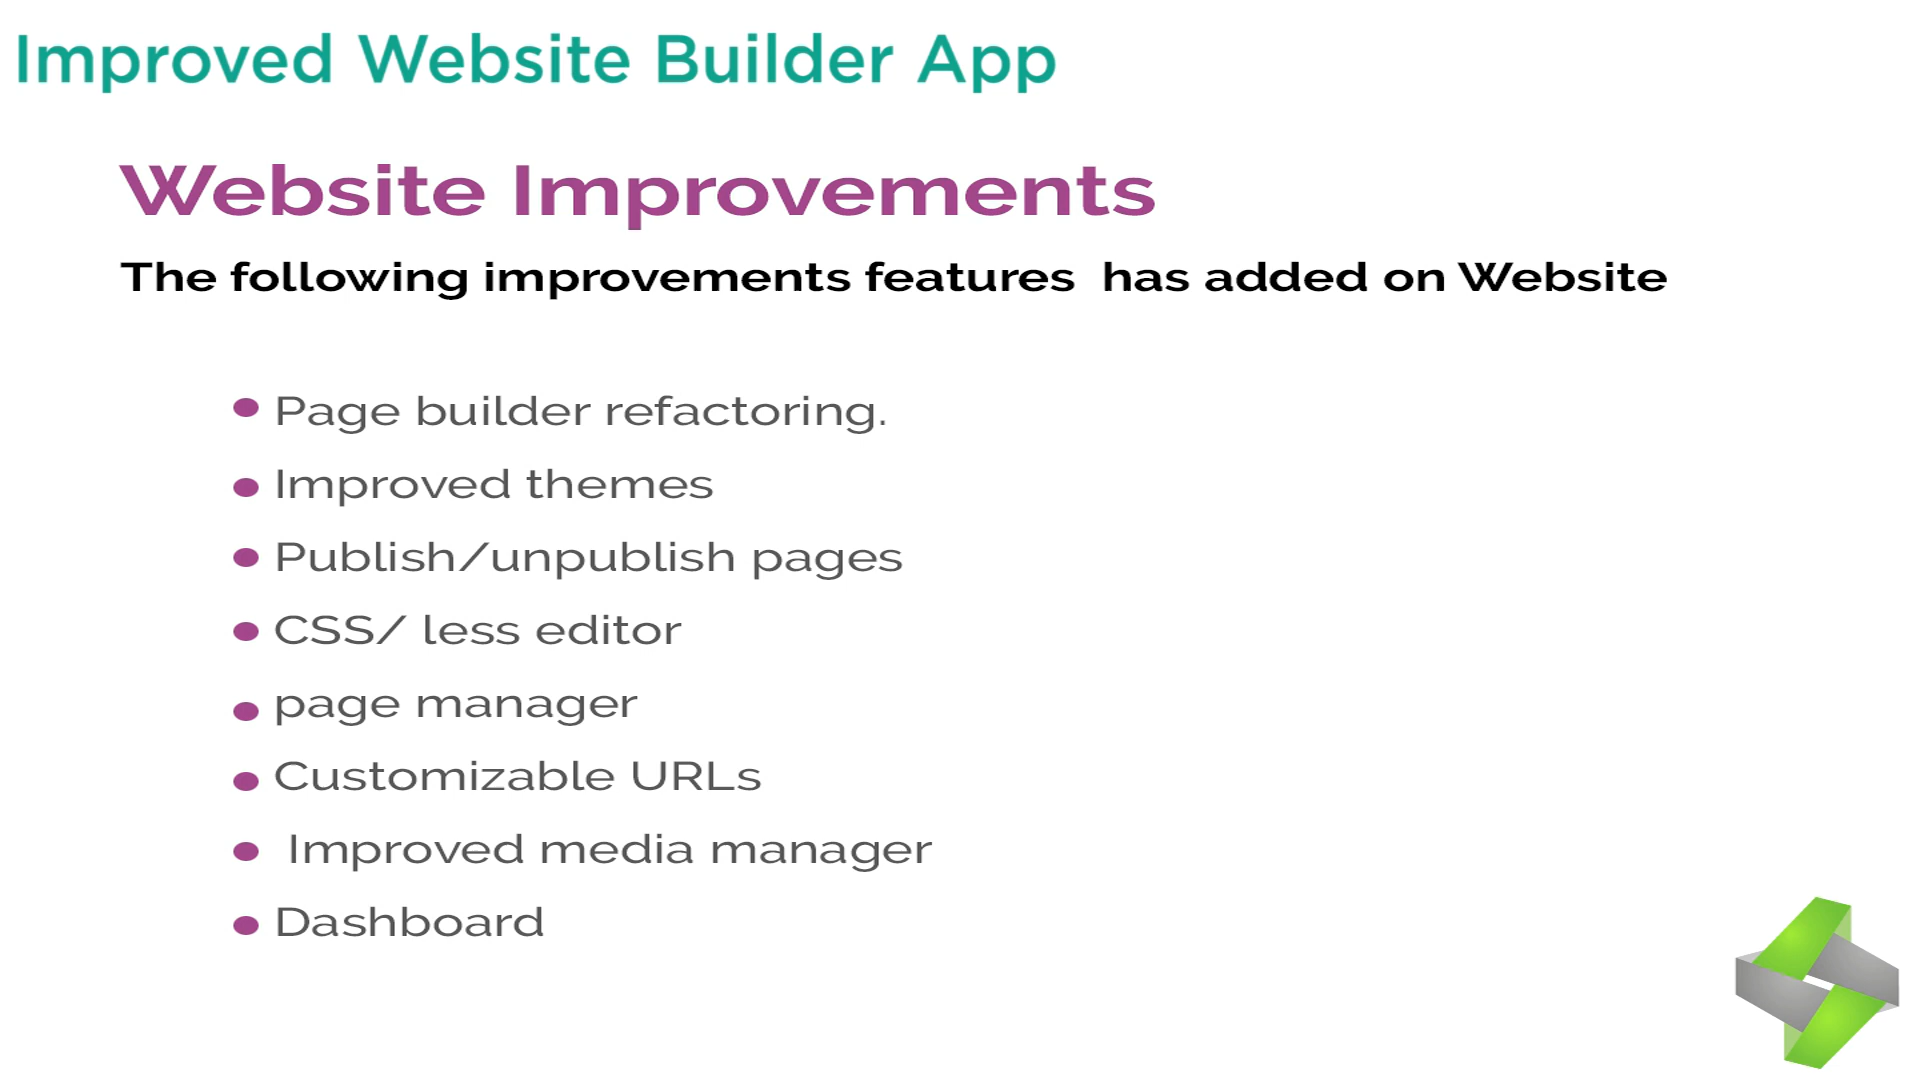 Improved Website Builder App
Website Improvements
The following improvements features  has added on Website
Page builder refactoring.
Improved themes
Publish/unpublish pages
CSS/ less editor
page manager
Customizable URLs
Improved media manager
Dashboard